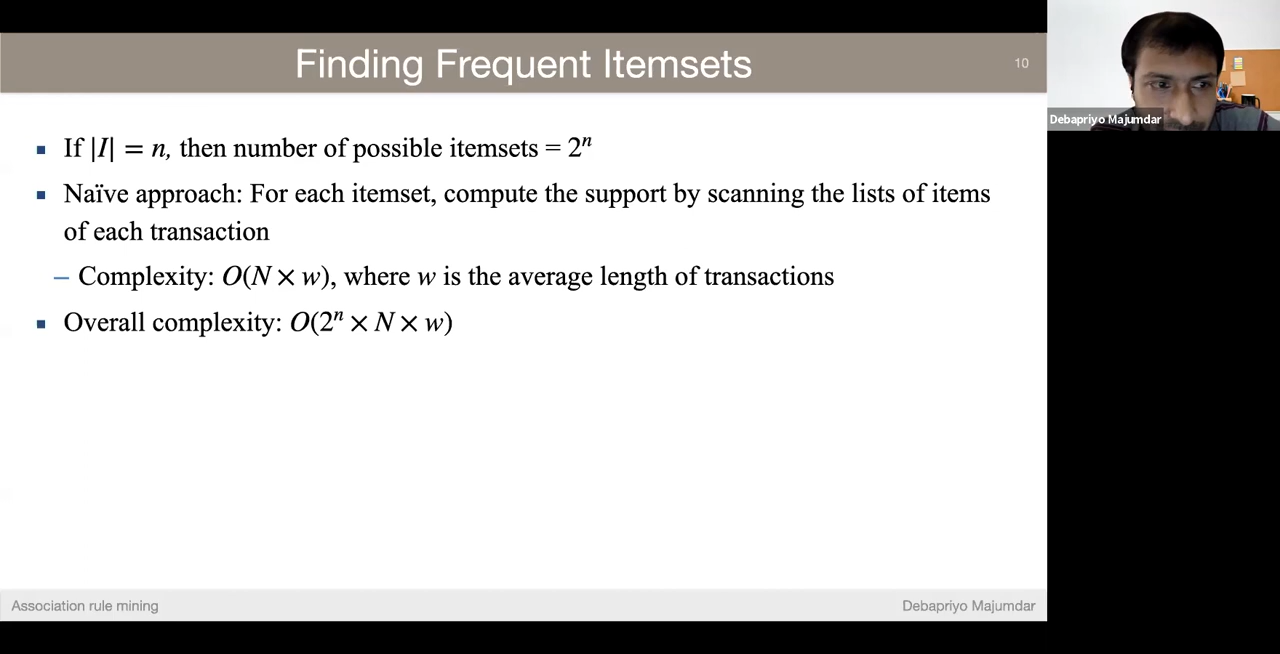 Finding Frequent Itemsets
10
▪ If |I| = n, then number of possible itemsets = 2ⁿ
▪ Naïve approach: For each itemset, compute the support by scanning the lists of items
of each transaction
– Complexity: O(N × w), where w is the average length of transactions
▪ Overall complexity: O(2ⁿ × N × w)
Association rule mining
Debapriyo Majumdar
Debapriyo Majumdar